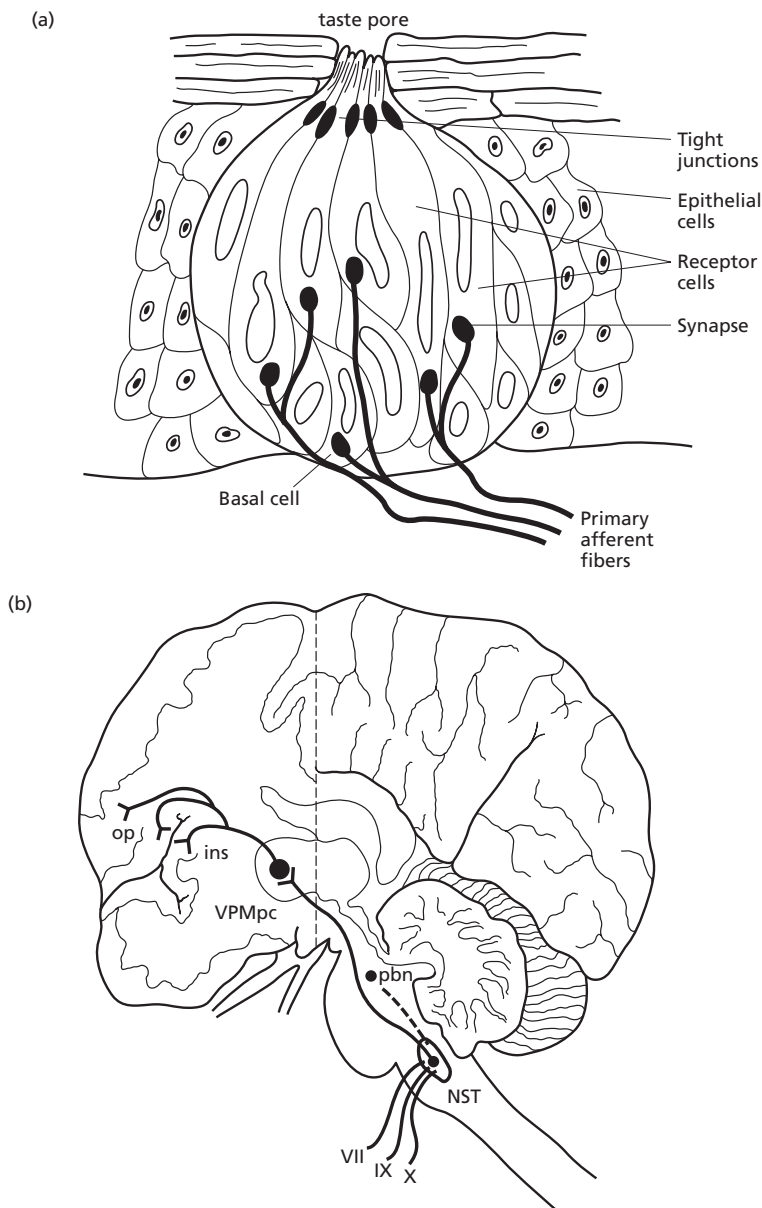 (a)
taste pore
Tight
junctions
Epithelial
cells
Receptor
cells
Synapse
Basal cell
Primary
afferent
fibers
(b)
op
ins
VPMpc
pbn
NST
VII
IX
X